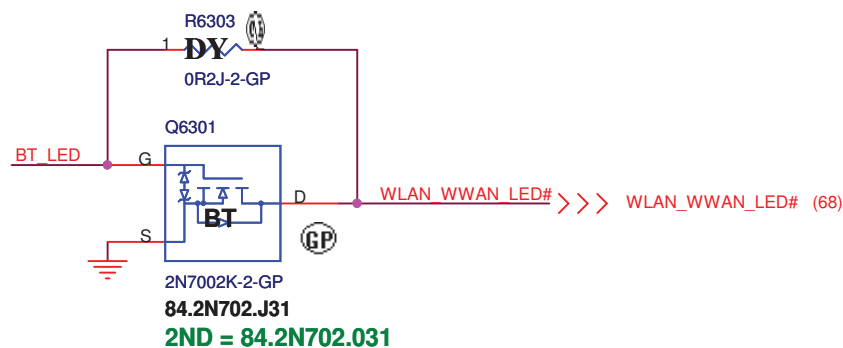 R6303
1
DY
0R2J-2-GP
Q6301
BT_LED
G
D
WLAN_WWAN_LED#
WLAN_WWAN_LED# (68)
BT
S
GP
2N7002K-2-GP
84.2N702.J31
2ND = 84.2N702.031